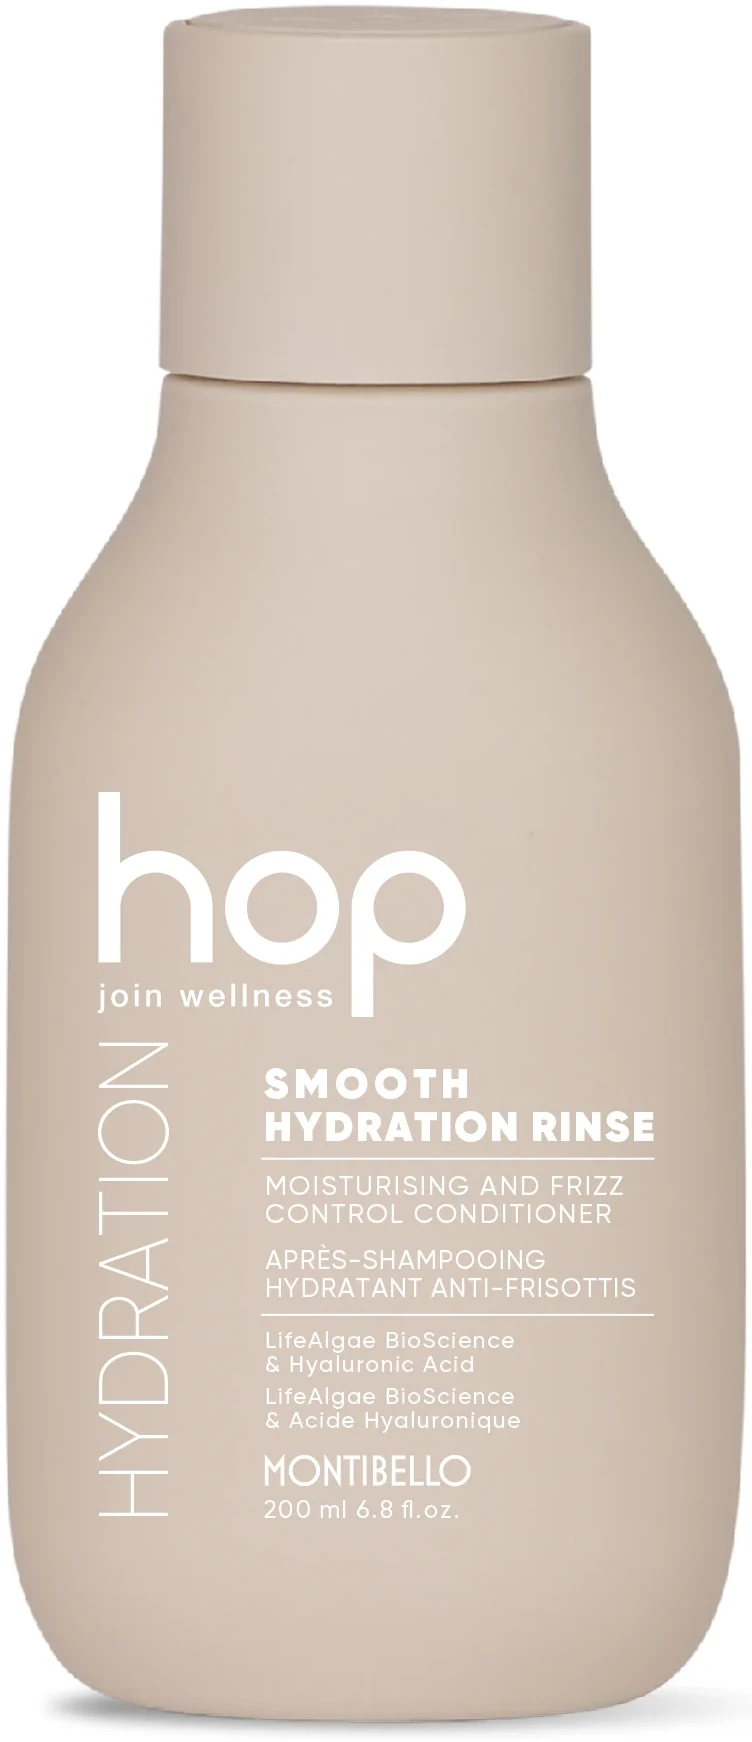 hop
join wellness
HYDRATION
SMOOTH
HYDRATION RINSE
MOISTURISING AND FRIZZ
CONTROL CONDITIONER
APRÈS-SHAMPOOING
HYDRATANT ANTI-FRISOTTIS
LifeAlgae BioScience
& Hyaluronic Acid
LifeAlgae BioScience
& Acide Hyaluronique
MONTIBELLO
200 ml 6.8 fl.oz.